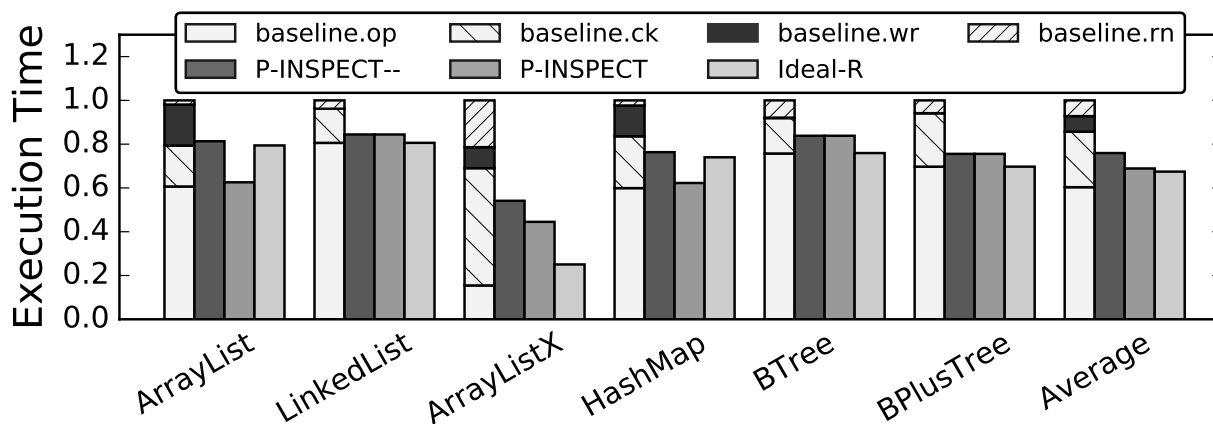 baseline.op baseline.ck baseline.wr baseline.rn
P-INSPECT-- P-INSPECT Ideal-R
Execution Time
1.2
1.0
0.8
0.6
0.4
0.2
0.0
ArrayList LinkedList ArrayListX HashMap BTree BPlusTree Average